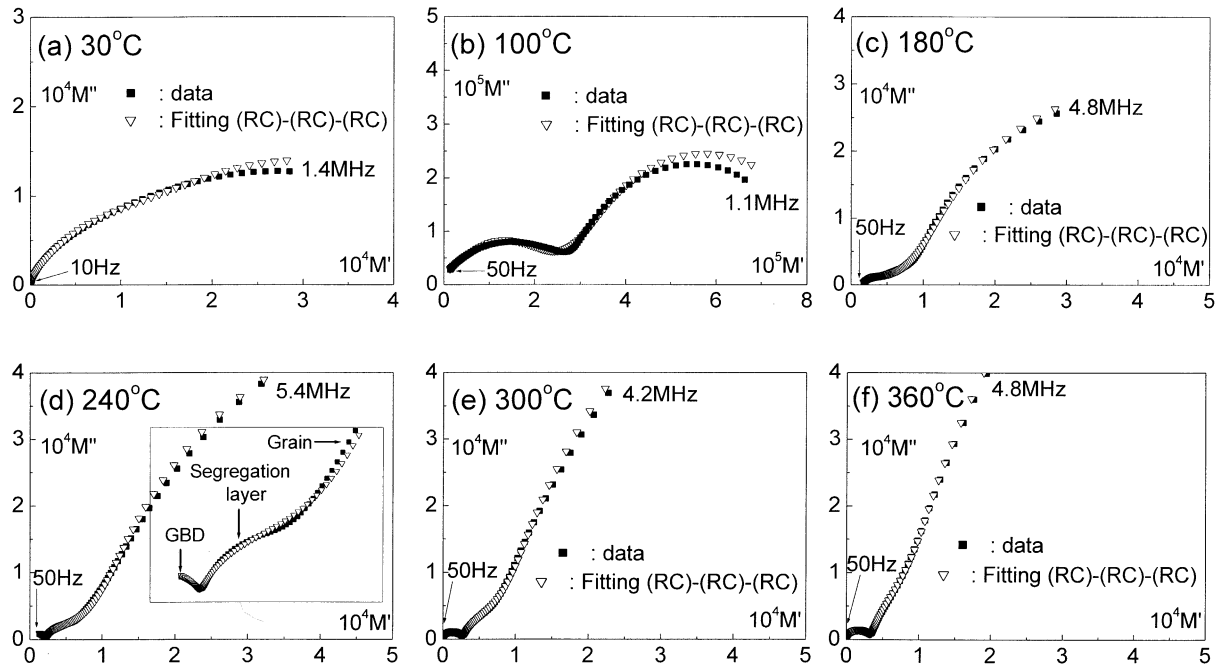 (a) 30°C
10⁴M"
■ : data
▽ : Fitting (RC)-(RC)-(RC)
1.4MHz
10Hz
10⁴M'
3
2
1
0
0 1 2 3 4
(b) 100°C
10⁵M"
■ : data
▽ : Fitting (RC)-(RC)-(RC)
1.1MHz
50Hz
10⁵M'
5
4
3
2
1
0
0 2 4 6 8
(c) 180°C
10⁴M"
4.8MHz
■ : data
▽ : Fitting (RC)-(RC)-(RC)
50Hz
10⁴M'
4
3
2
1
0
0 1 2 3 4 5
(d) 240°C
5.4MHz
10⁴M"
Grain
Segregation
layer
GBD
50Hz
10⁴M'
4
3
2
1
0
0 1 2 3 4 5
(e) 300°C
4.2MHz
10⁴M"
■ : data
▽ : Fitting (RC)-(RC)-(RC)
50Hz
10⁴M'
4
3
2
1
0
0 1 2 3 4 5
(f) 360°C
4.8MHz
10⁴M"
■ : data
▽ : Fitting (RC)-(RC)-(RC)
50Hz
10⁴M'
4
3
2
1
0
0 1 2 3 4 5